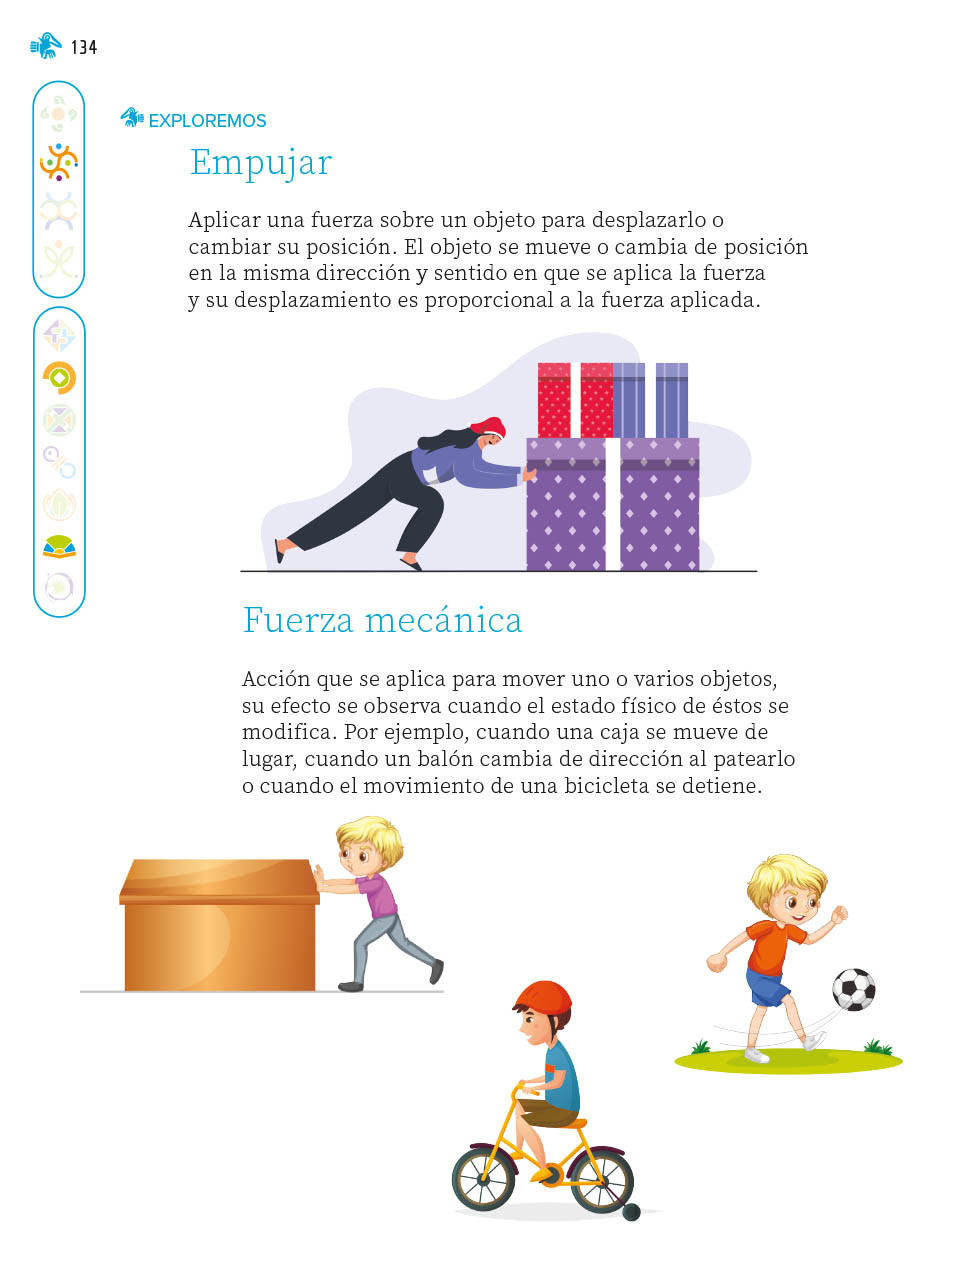 134
EXPLOREMOS
Empujar
Aplicar una fuerza sobre un objeto para desplazarlo o
cambiar su posición. El objeto se mueve o cambia de posición
en la misma dirección y sentido en que se aplica la fuerza
y su desplazamiento es proporcional a la fuerza aplicada.
Fuerza mecánica
Acción que se aplica para mover uno o varios objetos,
su efecto se observa cuando el estado físico de éstos se
modifica. Por ejemplo, cuando una caja se mueve de
lugar, cuando un balón cambia de dirección al patearlo
o cuando el movimiento de una bicicleta se detiene.